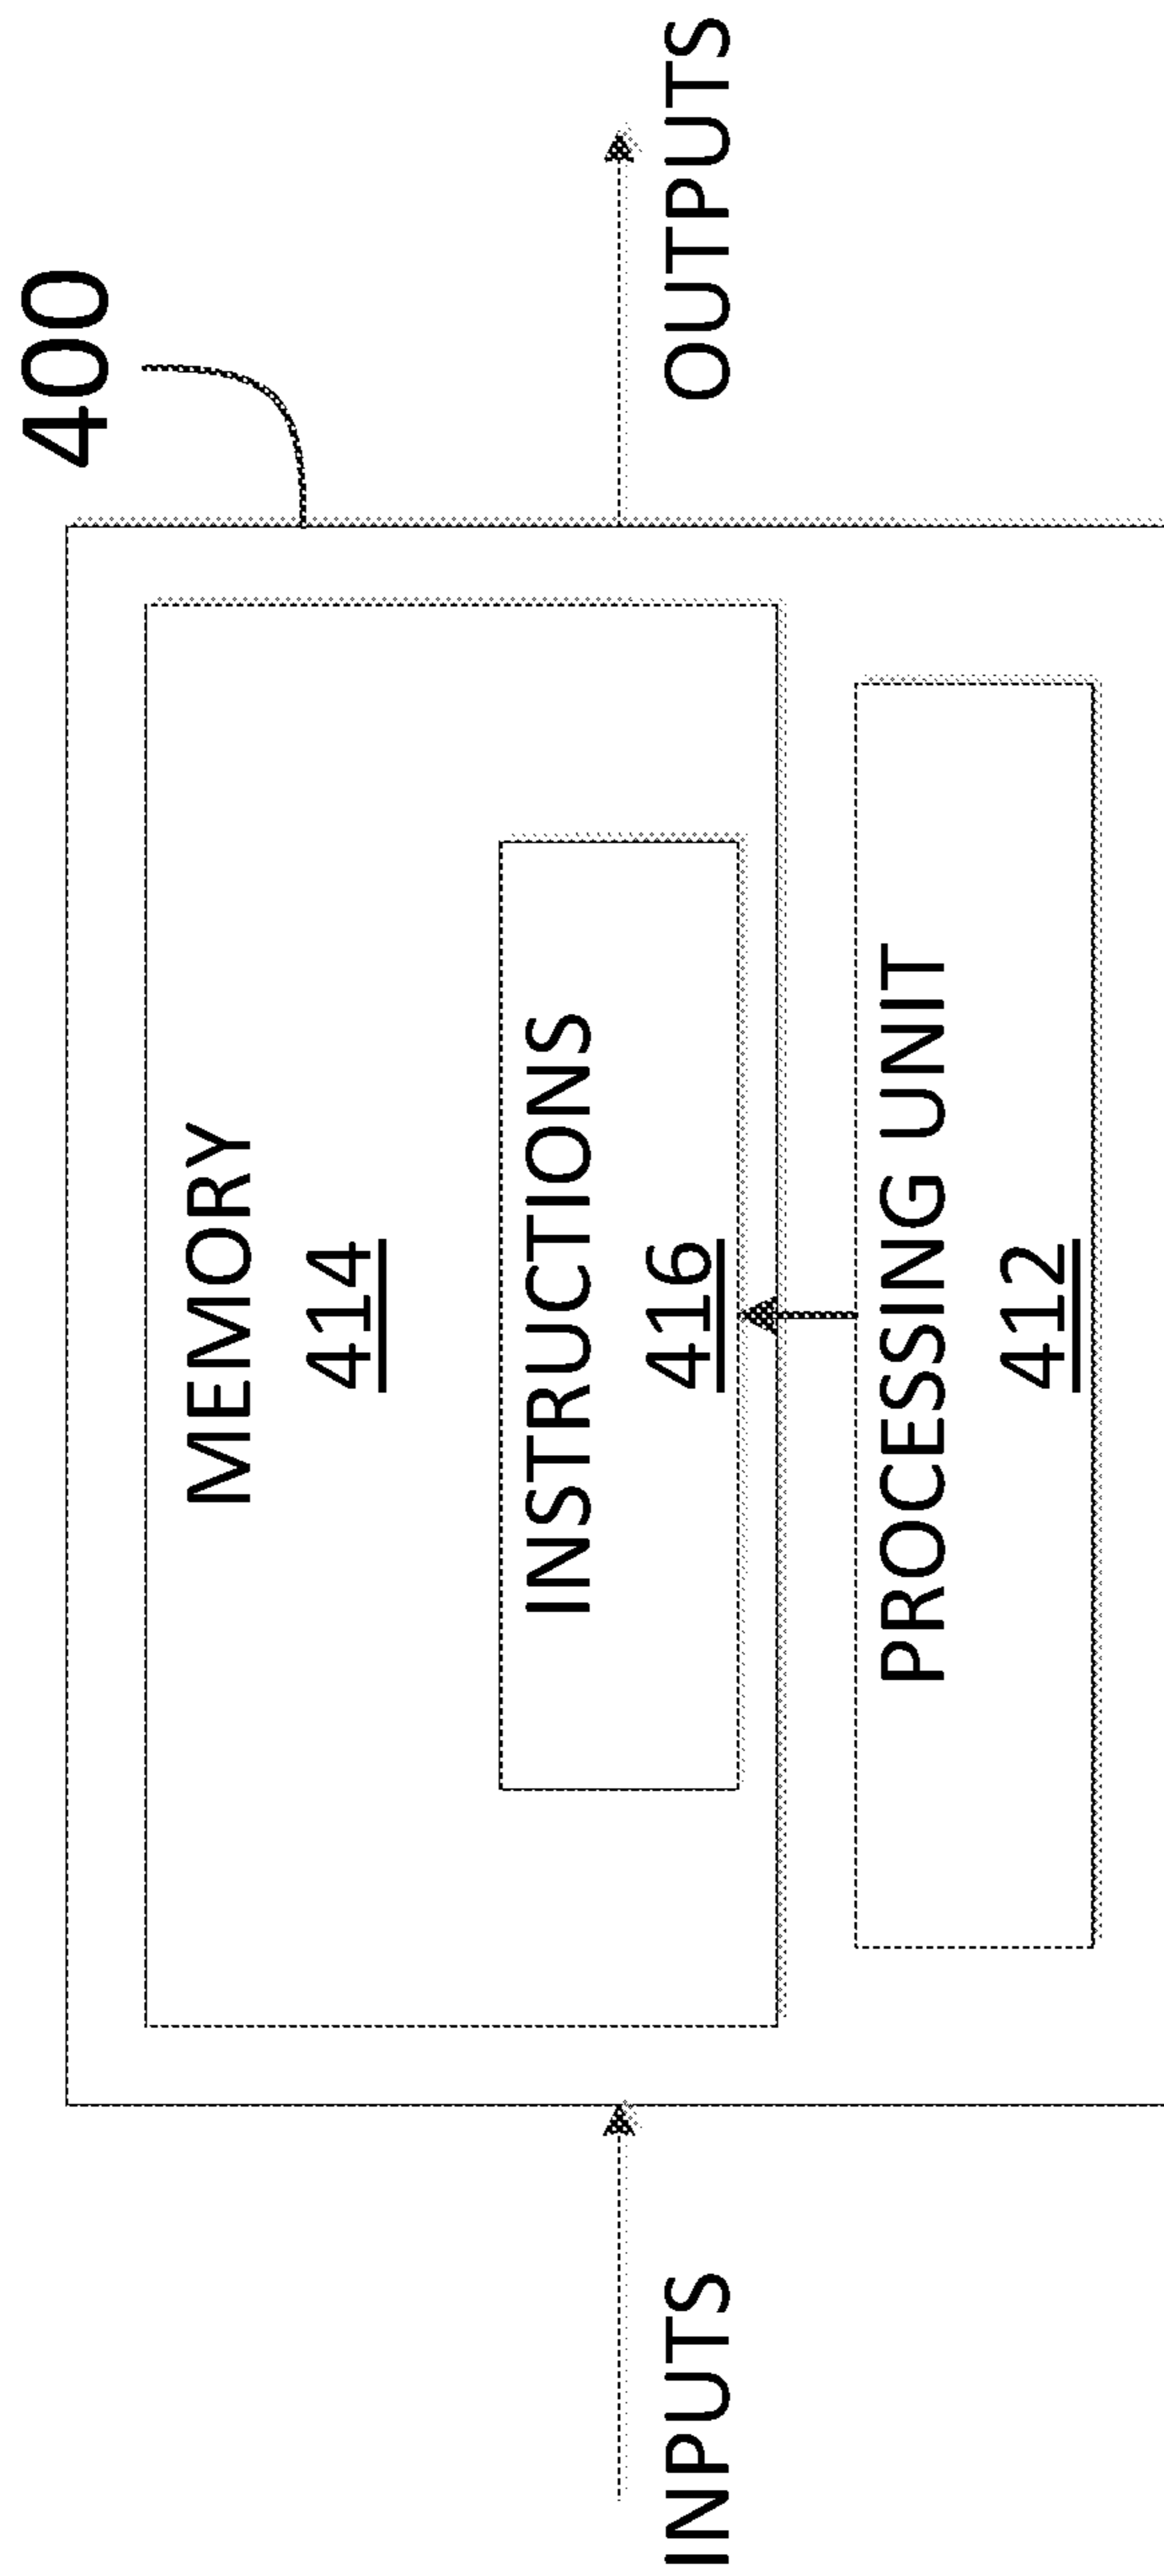 400
MEMORY
414
INSTRUCTIONS
416
INPUTS
OUTPUTS
PROCESSING UNIT
412